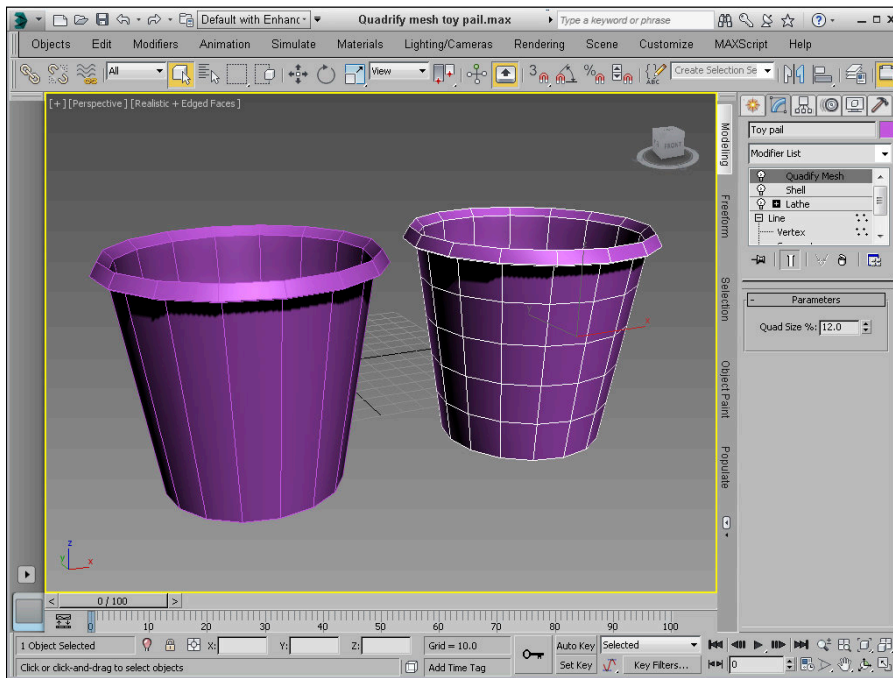 Default with Enhanc
Quadrify mesh toy pail.max
Type a keyword or phrase
Objects Edit Modifiers Animation Simulate Materials Lighting/Cameras Rendering Scene Customize MAXScript Help
All
View
3
%
ABC
Create Selection Se
[+] [Perspective] [Realistic + Edged Faces]
FRONT
Modeling
Freeform
Selection
Object Paint
Populate
Toy pail
Modifier List
Quadify Mesh
Shell
Lathe
Line
Vertex
Parameters
Quad Size %: 12.0
x
z
y
x
< 0 / 100 >
0 10 20 30 40 50 60 70 80 90 100
1 Object Selected
X:
Y:
Z:
Grid = 10.0
Auto Key
Selected
Click or click-and-drag to select objects
Add Time Tag
Set Key
Key Filters...
0